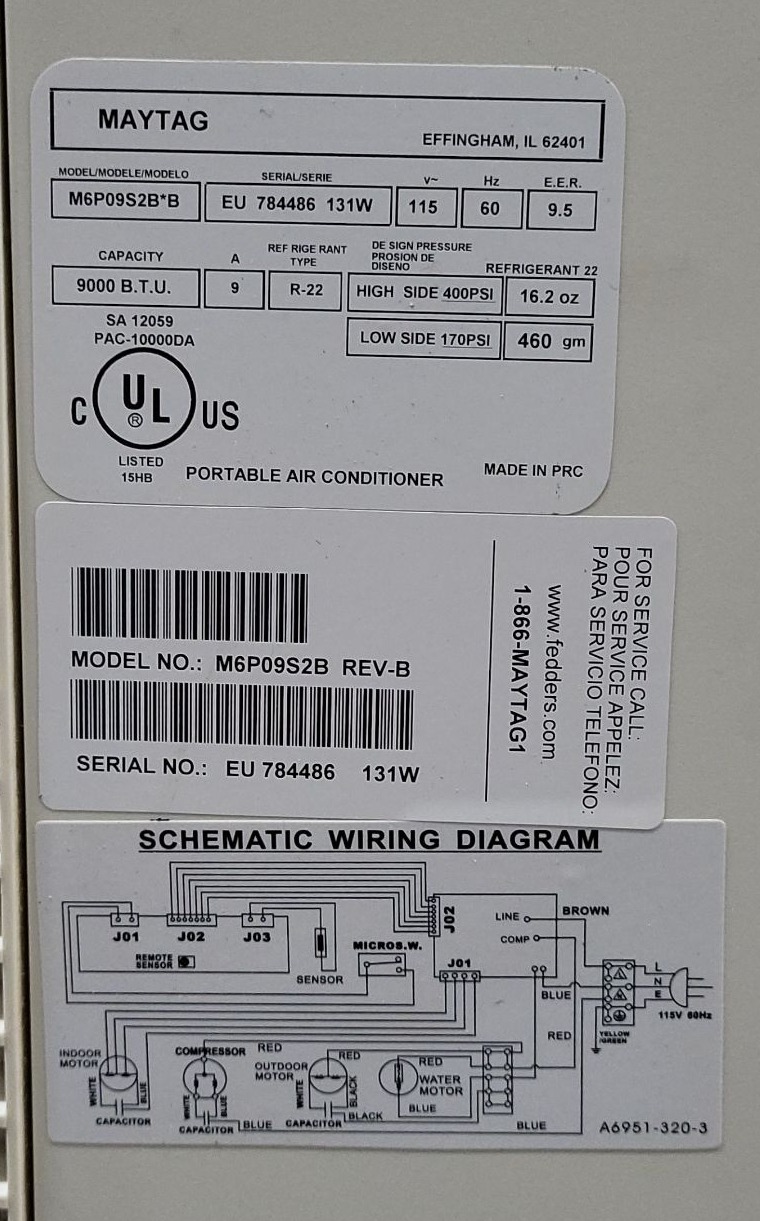 MAYTAG
EFFINGHAM, IL 62401
MODEL/MODELE/MODELO SERIAL/SERIE V~ Hz E.E.R.
M6P09S2B*B EU 784486 131W 115 60 9.5
CAPACITY A REF RIGE RANT TYPE DE SIGN PRESSURE PROSION DE DISENO REFRIGERANT 22
9000 B.T.U. 9 R-22 HIGH SIDE 400PSI 16.2 oz
LOW SIDE 170PSI 460 gm
SA 12059
PAC-10000DA
C UL ® US
LISTED
15HB
PORTABLE AIR CONDITIONER
MADE IN PRC
MODEL NO.: M6P09S2B REV-B
SERIAL NO.: EU 784486 131W
FOR SERVICE CALL:
POUR SERVICE APPELEZ:
PARA SERVICIO TELEFONO:
www.fedders.com
1-866-MAYTAG1
SCHEMATIC WIRING DIAGRAM
J01 J02 J03
REMOTE
SENSOR
SENSOR
MICROS.W.
J02
J01
LINE
COMP
BROWN
BLUE
RED
L
N
E
115V 60Hz
YELLOW
/GREEN
INDOOR
MOTOR
WHITE
BLUE
CAPACITOR
COMPRESSOR
RED
WHITE
BLUE
CAPACITOR
BLUE
OUTDOOR
MOTOR
RED
WHITE
BLACK
BLACK
CAPACITOR
WATER
MOTOR
RED
BLUE
BLUE
A6951-320-3